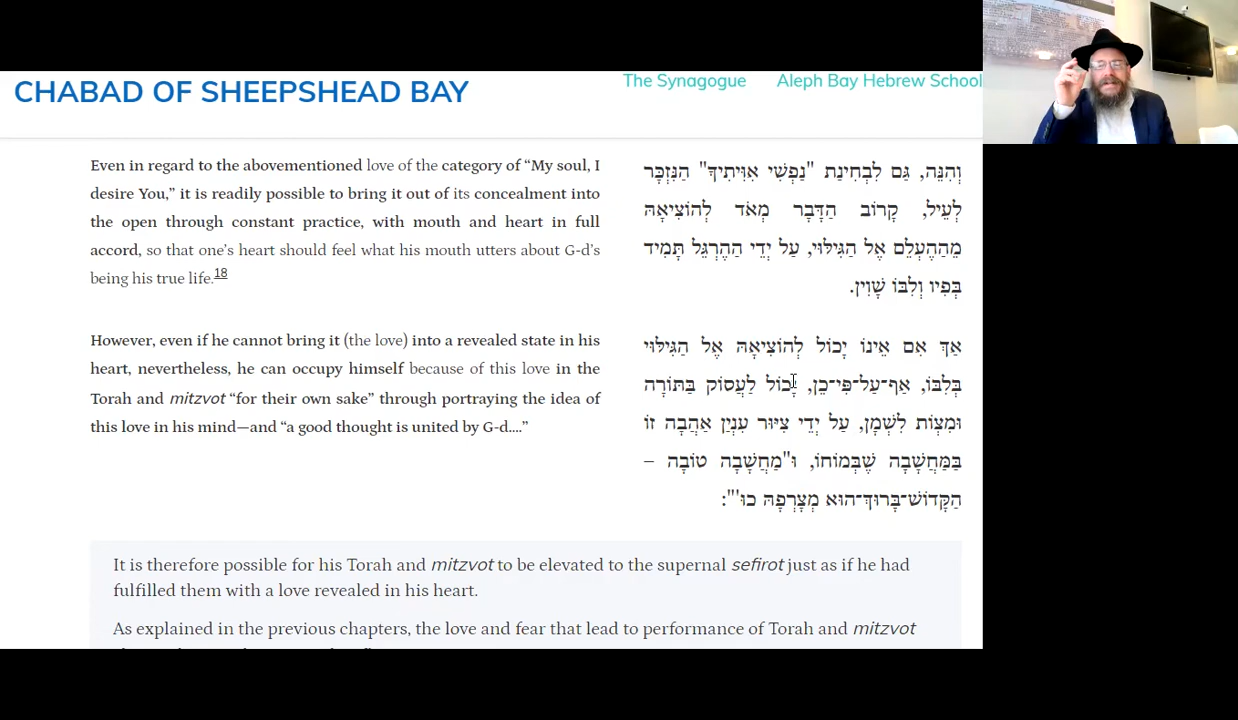 CHABAD OF SHEEPSHEAD BAY
The Synagogue
Aleph Bay Hebrew School
Even in regard to the abovementioned love of the category of “My soul, I
desire You,” it is readily possible to bring it out of its concealment into
the open through constant practice, with mouth and heart in full
accord, so that one’s heart should feel what his mouth utters about G-d’s
being his true life.18
וְהִנֵּה, גַּם לִבְחִינַת "נַפְשִׁי אִוִּיתִיךָ" הַנִּזְכָּר
לְעֵיל, קָרוֹב הַדָּבָר מְאֹד לְהוֹצִיאָהּ
מֵהַהֶעְלֵם אֶל הַגִּילּוּי, עַל יְדֵי הַהֶרְגֵּל תָּמִיד
בְּפִיו וְלִבּוֹ שָׁוִין.
However, even if he cannot bring it (the love) into a revealed state in his
heart, nevertheless, he can occupy himself because of this love in the
Torah and mitzvot “for their own sake” through portraying the idea of
this love in his mind—and “a good thought is united by G-d....”
אַךְ אִם אֵינוֹ יָכוֹל לְהוֹצִיאָהּ אֶל הַגִּילּוּי
בְּלִבּוֹ, אַף־עַל־פִּי־כֵן, יָכוֹל לַעֲסוֹק בַּתּוֹרָה
וּמִצְוֹת לִשְׁמָן, עַל יְדֵי צִיּוּר עִנְיַן אַהֲבָה זוֹ
בַּמַּחֲשָׁבָה שֶׁבְּמוֹחוֹ, וּ"מַחֲשָׁבָה טוֹבָה –
הַקָּדוֹשׁ־בָּרוּךְ־הוּא מְצָרְפָהּ כוּ'":
It is therefore possible for his Torah and mitzvot to be elevated to the supernal sefirot just as if he had
fulfilled them with a love revealed in his heart.
As explained in the previous chapters, the love and fear that lead to performance of Torah and mitzvot